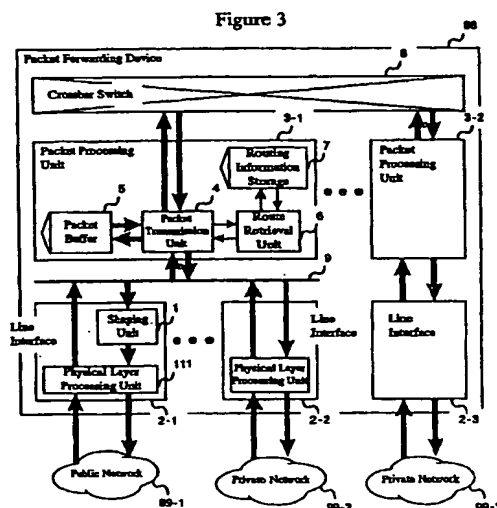 Figure 3
98
Packet Forwarding Device
8
Crossbar Switch
3-1
3-2
Packet Processing
Unit
Routing
Information
Storage
7
Packet
Processing
Unit
5
4
Packet
Buffer
Packet
Transmission
Unit
Route
Retrieval
Unit
6
9
Line
Interface
Shaping
Unit
1
Line
Interface
Line
Interface
Physical Layer
Processing Unit
111
Physical Layer
Processing Unit
2-1
2-2
2-3
Public Network
Private Network
Private Network